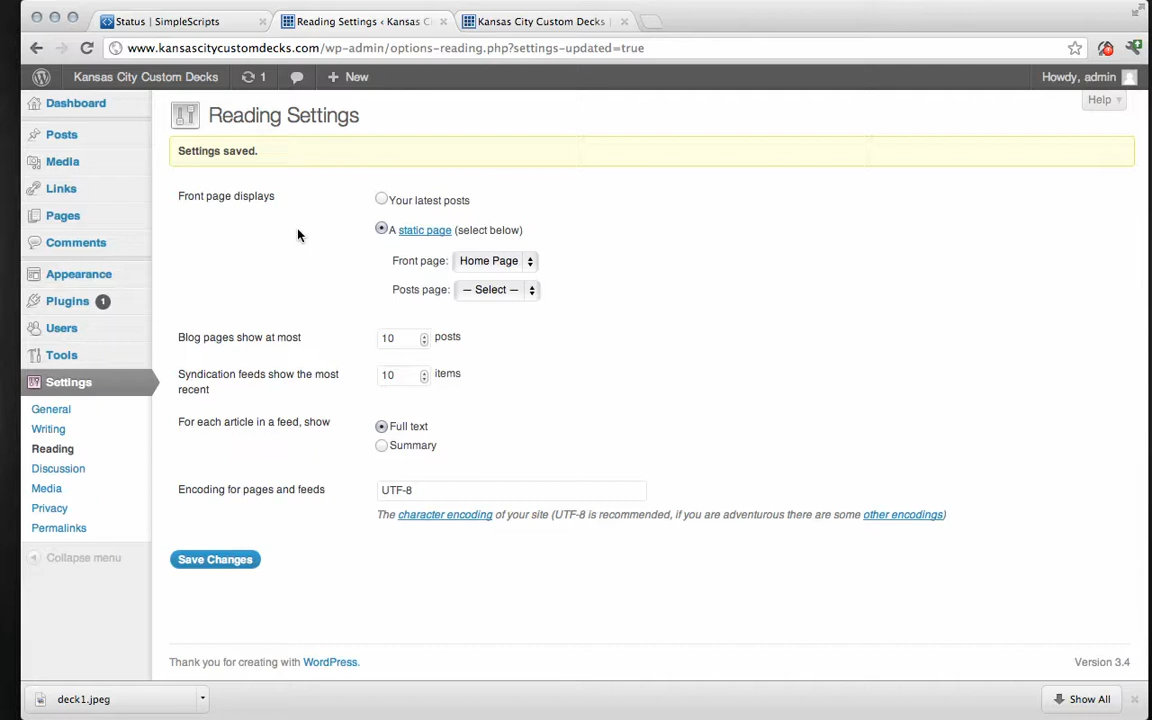 Status | SimpleScripts
Reading Settings ‹ Kansas Ci
Kansas City Custom Decks |
www.kansascitycustomdecks.com/wp-admin/options-reading.php?settings-updated=true
Kansas City Custom Decks
1
New
Howdy, admin
Dashboard
Posts
Media
Links
Pages
Comments
Appearance
Plugins 1
Users
Tools
Settings
General
Writing
Reading
Discussion
Media
Privacy
Permalinks
Collapse menu
Help
Reading Settings
Settings saved.
Front page displays
Your latest posts
A static page (select below)
Front page: Home Page
Posts page: — Select —
Blog pages show at most 10 posts
Syndication feeds show the most recent 10 items
For each article in a feed, show
Full text
Summary
Encoding for pages and feeds UTF-8
The character encoding of your site (UTF-8 is recommended, if you are adventurous there are some other encodings)
Save Changes
Thank you for creating with WordPress.
Version 3.4
deck1.jpeg
Show All